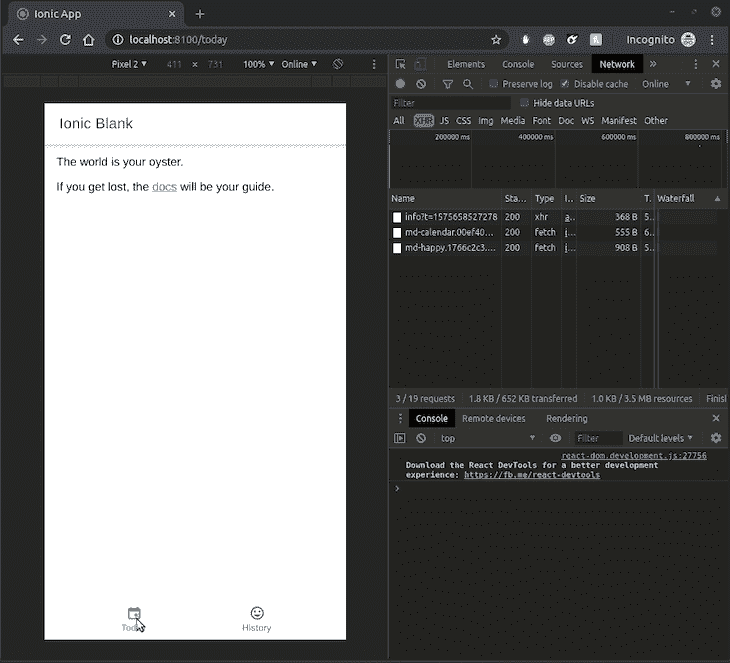 Ionic App
localhost:8100/today
Incognito
Pixel 2 411 × 731 100% Online
Elements Console Sources Network
Preserve log Disable cache Online
Filter Hide data URLs
All XHR JS CSS Img Media Font Doc WS Manifest Other
200000 ms 400000 ms 600000 ms 800000 ms
Name Sta... Type I.. Size T. Waterfall
info?t=1575658527278 200 xhr a... 368 B 5...
md-calendar.00ef40... 200 fetch i... 555 B 6...
md-happy.1766c2c3.... 200 fetch i... 908 B 5...
3 / 19 requests 1.8 KB / 652 KB transferred 1.0 KB / 3.5 MB resources Finisl
Console Remote devices Rendering
top Filter Default levels
react-dom.development.js:27756
Download the React DevTools for a better development
experience: https://fb.me/react-devtools
Ionic Blank
The world is your oyster.
If you get lost, the docs will be your guide.
Today History